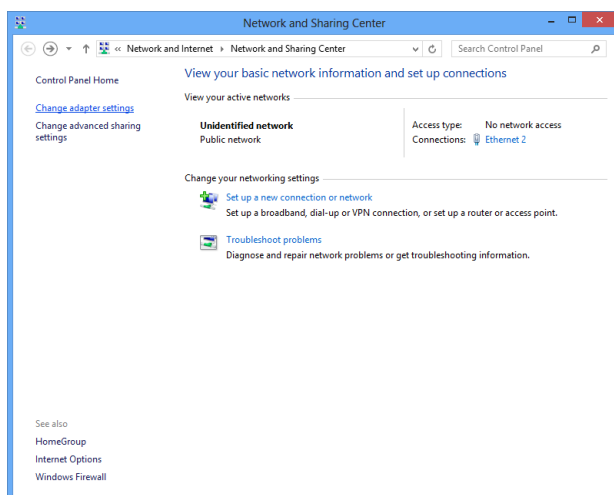 Network and Sharing Center
« Network and Internet Network and Sharing Center
Search Control Panel
Control Panel Home
Change adapter settings
Change advanced sharing
settings
View your basic network information and set up connections
View your active networks
Unidentified network
Public network
Access type: No network access
Connections: Ethernet 2
Change your networking settings
Set up a new connection or network
Set up a broadband, dial-up or VPN connection, or set up a router or access point.
Troubleshoot problems
Diagnose and repair network problems or get troubleshooting information.
See also
HomeGroup
Internet Options
Windows Firewall